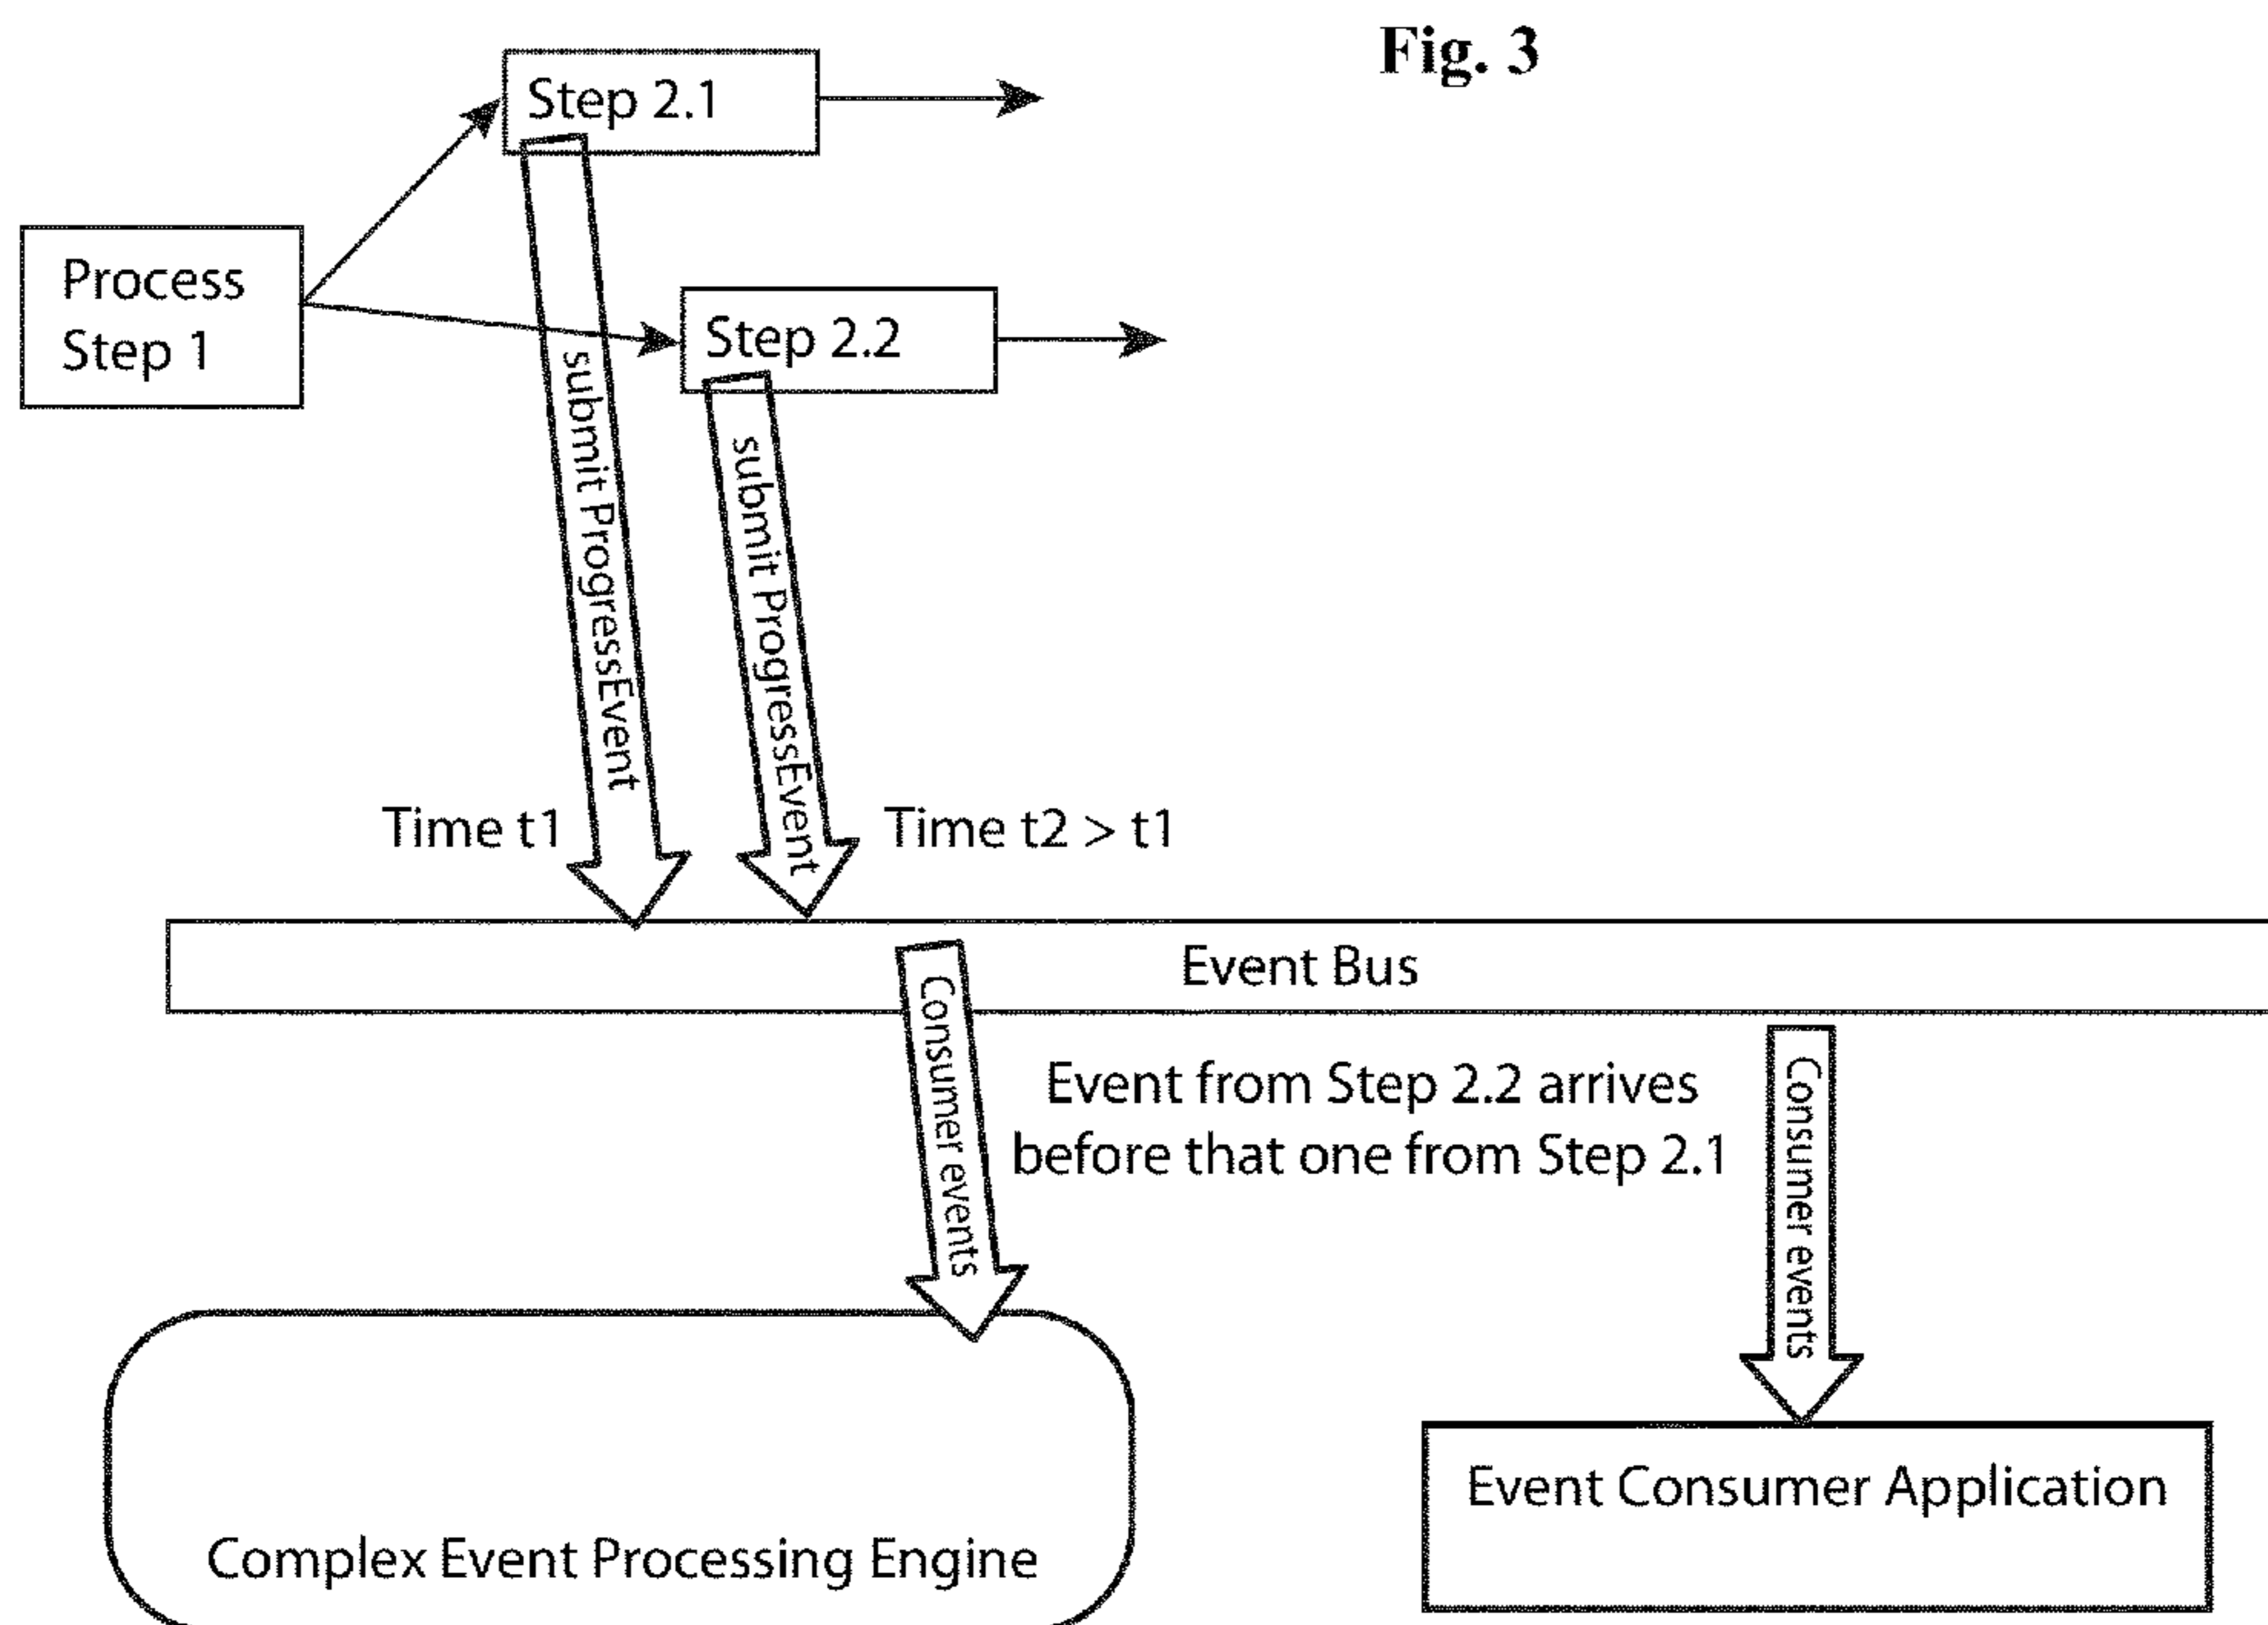 Fig. 3
Step 2.1
Process
Step 1
Step 2.2
submit ProgressEvent
submit ProgressEvent
Time t1
Time t2 > t1
Event Bus
Consumer events
Event from Step 2.2 arrives
before that one from Step 2.1
Consumer events
Event Consumer Application
Complex Event Processing Engine